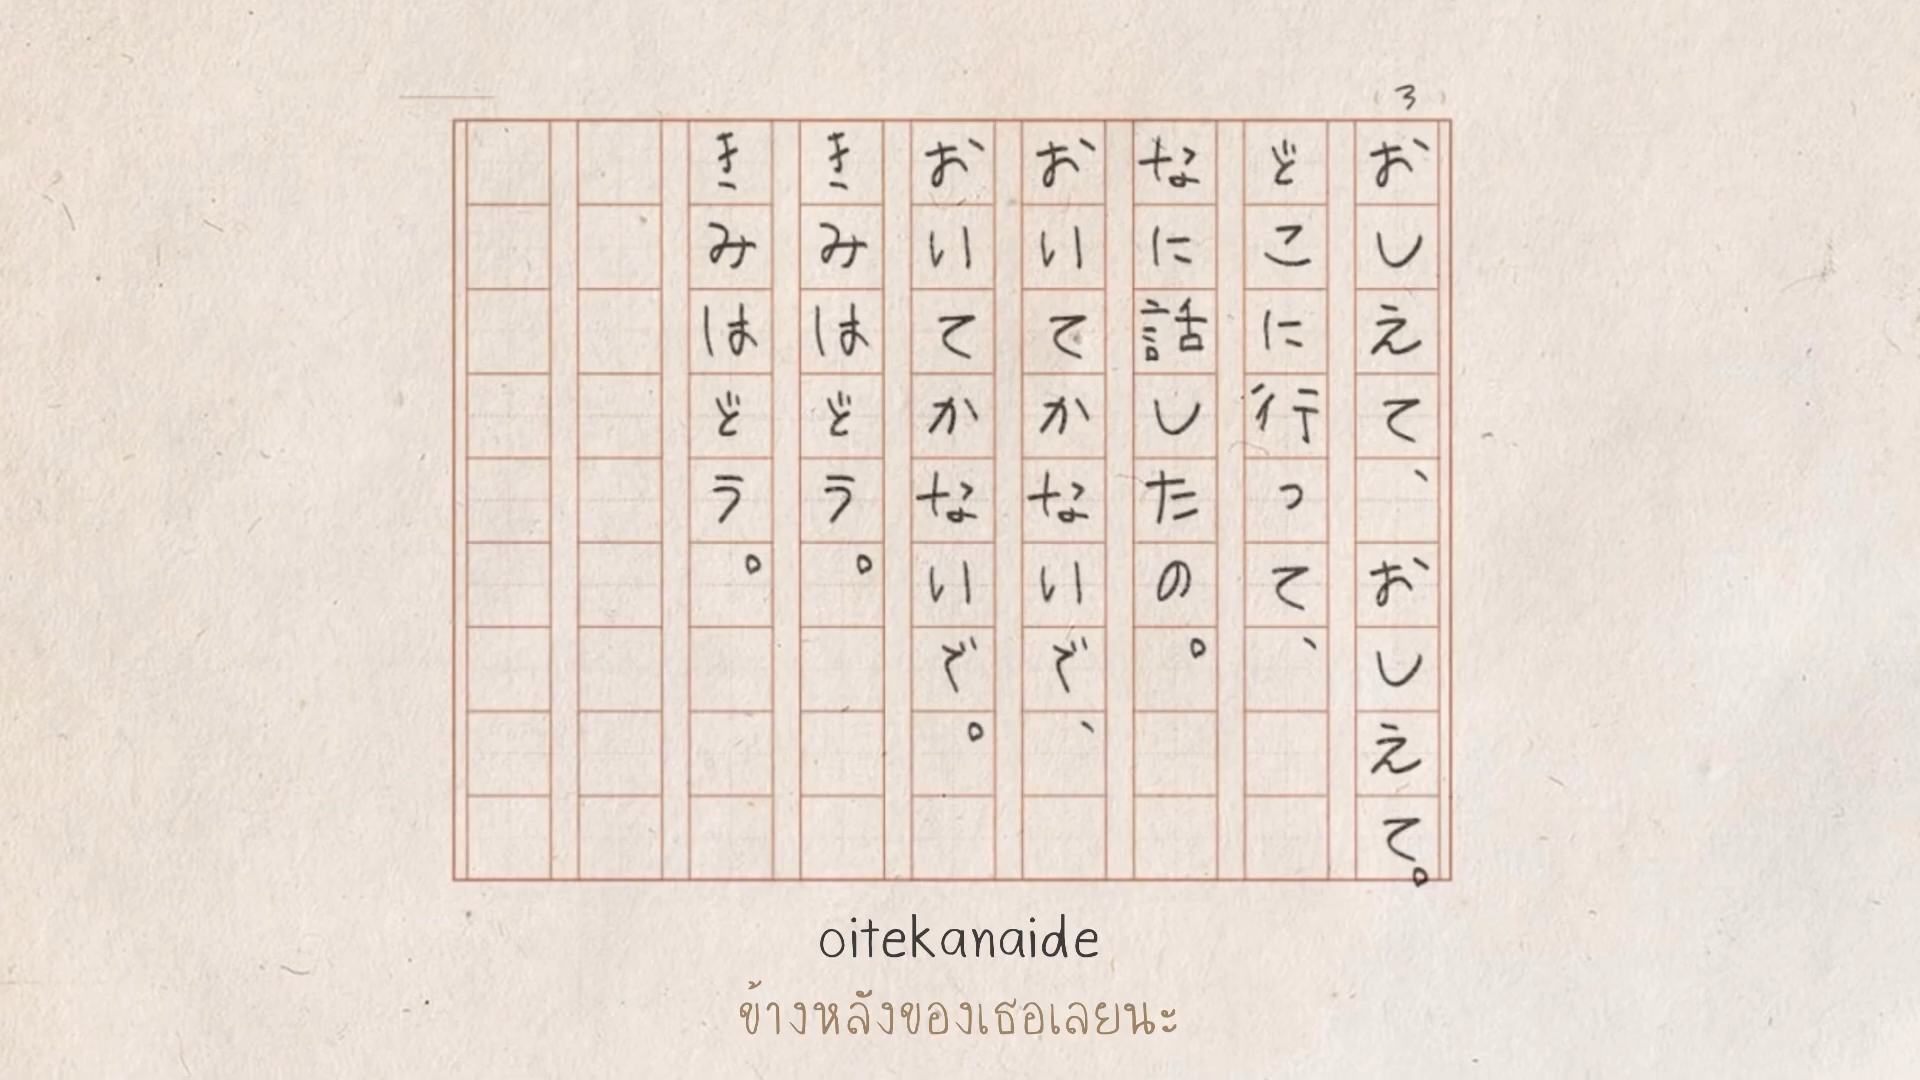 3
おしえて、おしえて。
どこに行って、
なに話したの。
おいてかないで、
おいてかないで。
きみはどう。
きみはどう。
oitekanaide
ข้างหลังของเธอเลยนะ